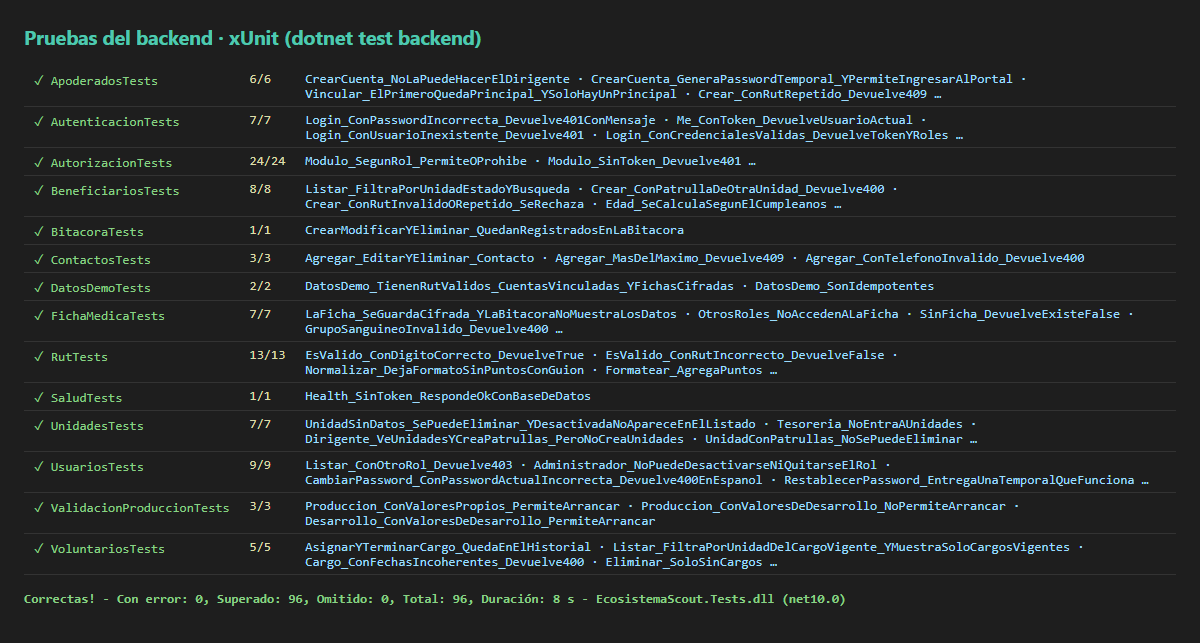 Pruebas del backend · xUnit (dotnet test backend)
✓ ApoderadosTests 6/6 CrearCuenta_NoLaPuedeHacerElDirigente · CrearCuenta_GeneraPasswordTemporal_YPermiteIngresarAlPortal ·
Vincular_ElPrimeroQuedaPrincipal_YSoloHayUnPrincipal · Crear_ConRutRepetido_Devuelve409 …
✓ AutenticacionTests 7/7 Login_ConPasswordIncorrecta_Devuelve401ConMensaje · Me_ConToken_DevuelveUsuarioActual ·
Login_ConUsuarioInexistente_Devuelve401 · Login_ConCredencialesValidas_DevuelveTokenYRoles …
✓ AutorizacionTests 24/24 Modulo_SegunRol_PermiteOProhibe · Modulo_SinToken_Devuelve401 …
✓ BeneficiariosTests 8/8 Listar_FiltraPorUnidadEstadoYBusqueda · Crear_ConPatrullaDeOtraUnidad_Devuelve400 ·
Crear_ConRutInvalidoORepetido_SeRechaza · Edad_SeCalculaSegunElCumpleanos …
✓ BitacoraTests 1/1 CrearModificarYEliminar_QuedanRegistradosEnLaBitacora
✓ ContactosTests 3/3 Agregar_EditarYEliminar_Contacto · Agregar_MasDelMaximo_Devuelve409 · Agregar_ConTelefonoInvalido_Devuelve400
✓ DatosDemoTests 2/2 DatosDemo_TienenRutValidos_CuentasVinculadas_YFichasCifradas · DatosDemo_SonIdempotentes
✓ FichaMedicaTests 7/7 LaFicha_SeGuardaCifrada_YLaBitacoraNoMuestraLosDatos · OtrosRoles_NoAccedenALaFicha · SinFicha_DevuelveExisteFalse ·
GrupoSanguineoInvalido_Devuelve400 …
✓ RutTests 13/13 EsValido_ConDigitoCorrecto_DevuelveTrue · EsValido_ConRutIncorrecto_DevuelveFalse ·
Normalizar_DejaFormatoSinPuntosConGuion · Formatear_AgregaPuntos …
✓ SaludTests 1/1 Health_SinToken_RespondeOkConBaseDeDatos
✓ UnidadesTests 7/7 UnidadSinDatos_SePuedeEliminar_YDesactivadaNoApareceEnElListado · Tesoreria_NoEntraAUnidades ·
Dirigente_VeUnidadesYCreaPatrullas_PeroNoCreaUnidades · UnidadConPatrullas_NoSePuedeEliminar …
✓ UsuariosTests 9/9 Listar_ConOtroRol_Devuelve403 · Administrador_NoPuedeDesactivarseNiQuitarseElRol ·
CambiarPassword_ConPasswordActualIncorrecta_Devuelve400EnEspanol · RestablecerPassword_EntregaUnaTemporalQueFunciona …
✓ ValidacionProduccionTests 3/3 Produccion_ConValoresPropios_PermiteArrancar · Produccion_ConValoresDeDesarrollo_NoPermiteArrancar ·
Desarrollo_ConValoresDeDesarrollo_PermiteArrancar
✓ VoluntariosTests 5/5 AsignarYTerminarCargo_QuedaEnElHistorial · Listar_FiltraPorUnidadDelCargoVigente_YMuestraSoloCargosVigentes ·
Cargo_ConFechasIncoherentes_Devuelve400 · Eliminar_SoloSinCargos …
Correctas! - Con error: 0, Superado: 96, Omitido: 0, Total: 96, Duración: 8 s - EcosistemaScout.Tests.dll (net10.0)